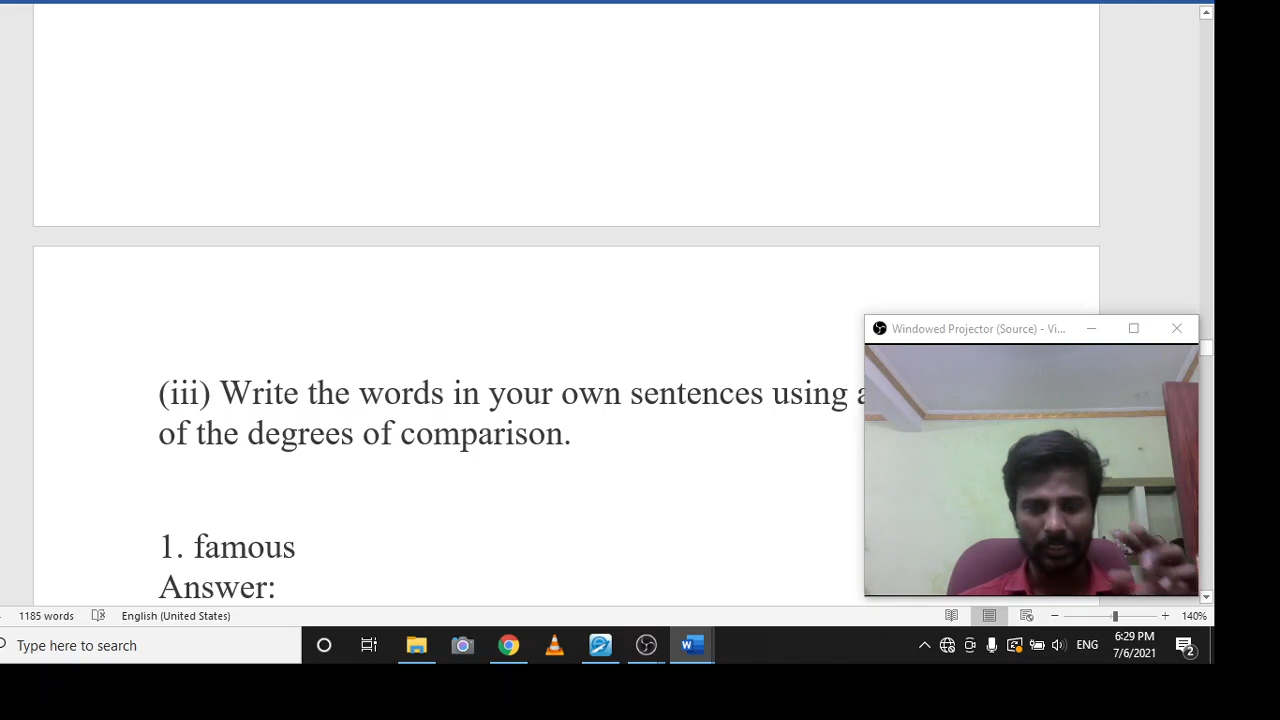 Windowed Projector (Source) - Vi...
(iii) Write the words in your own sentences using
of the degrees of comparison.
1. famous
Answer:
1185 words English (United States) 140%
Type here to search ENG 6:29 PM
7/6/2021 2